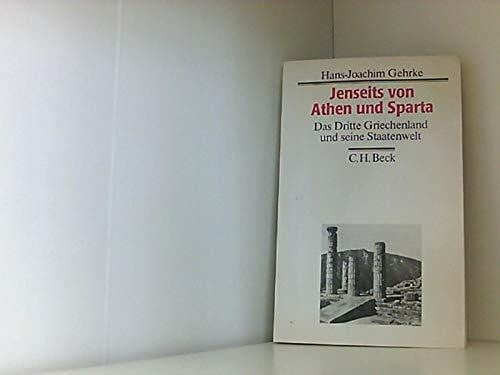 Hans-Joachim Gehrke
Jenseits von
Athen und Sparta
Das Dritte Griechenland
und seine Staatenwelt
C. H. Beck